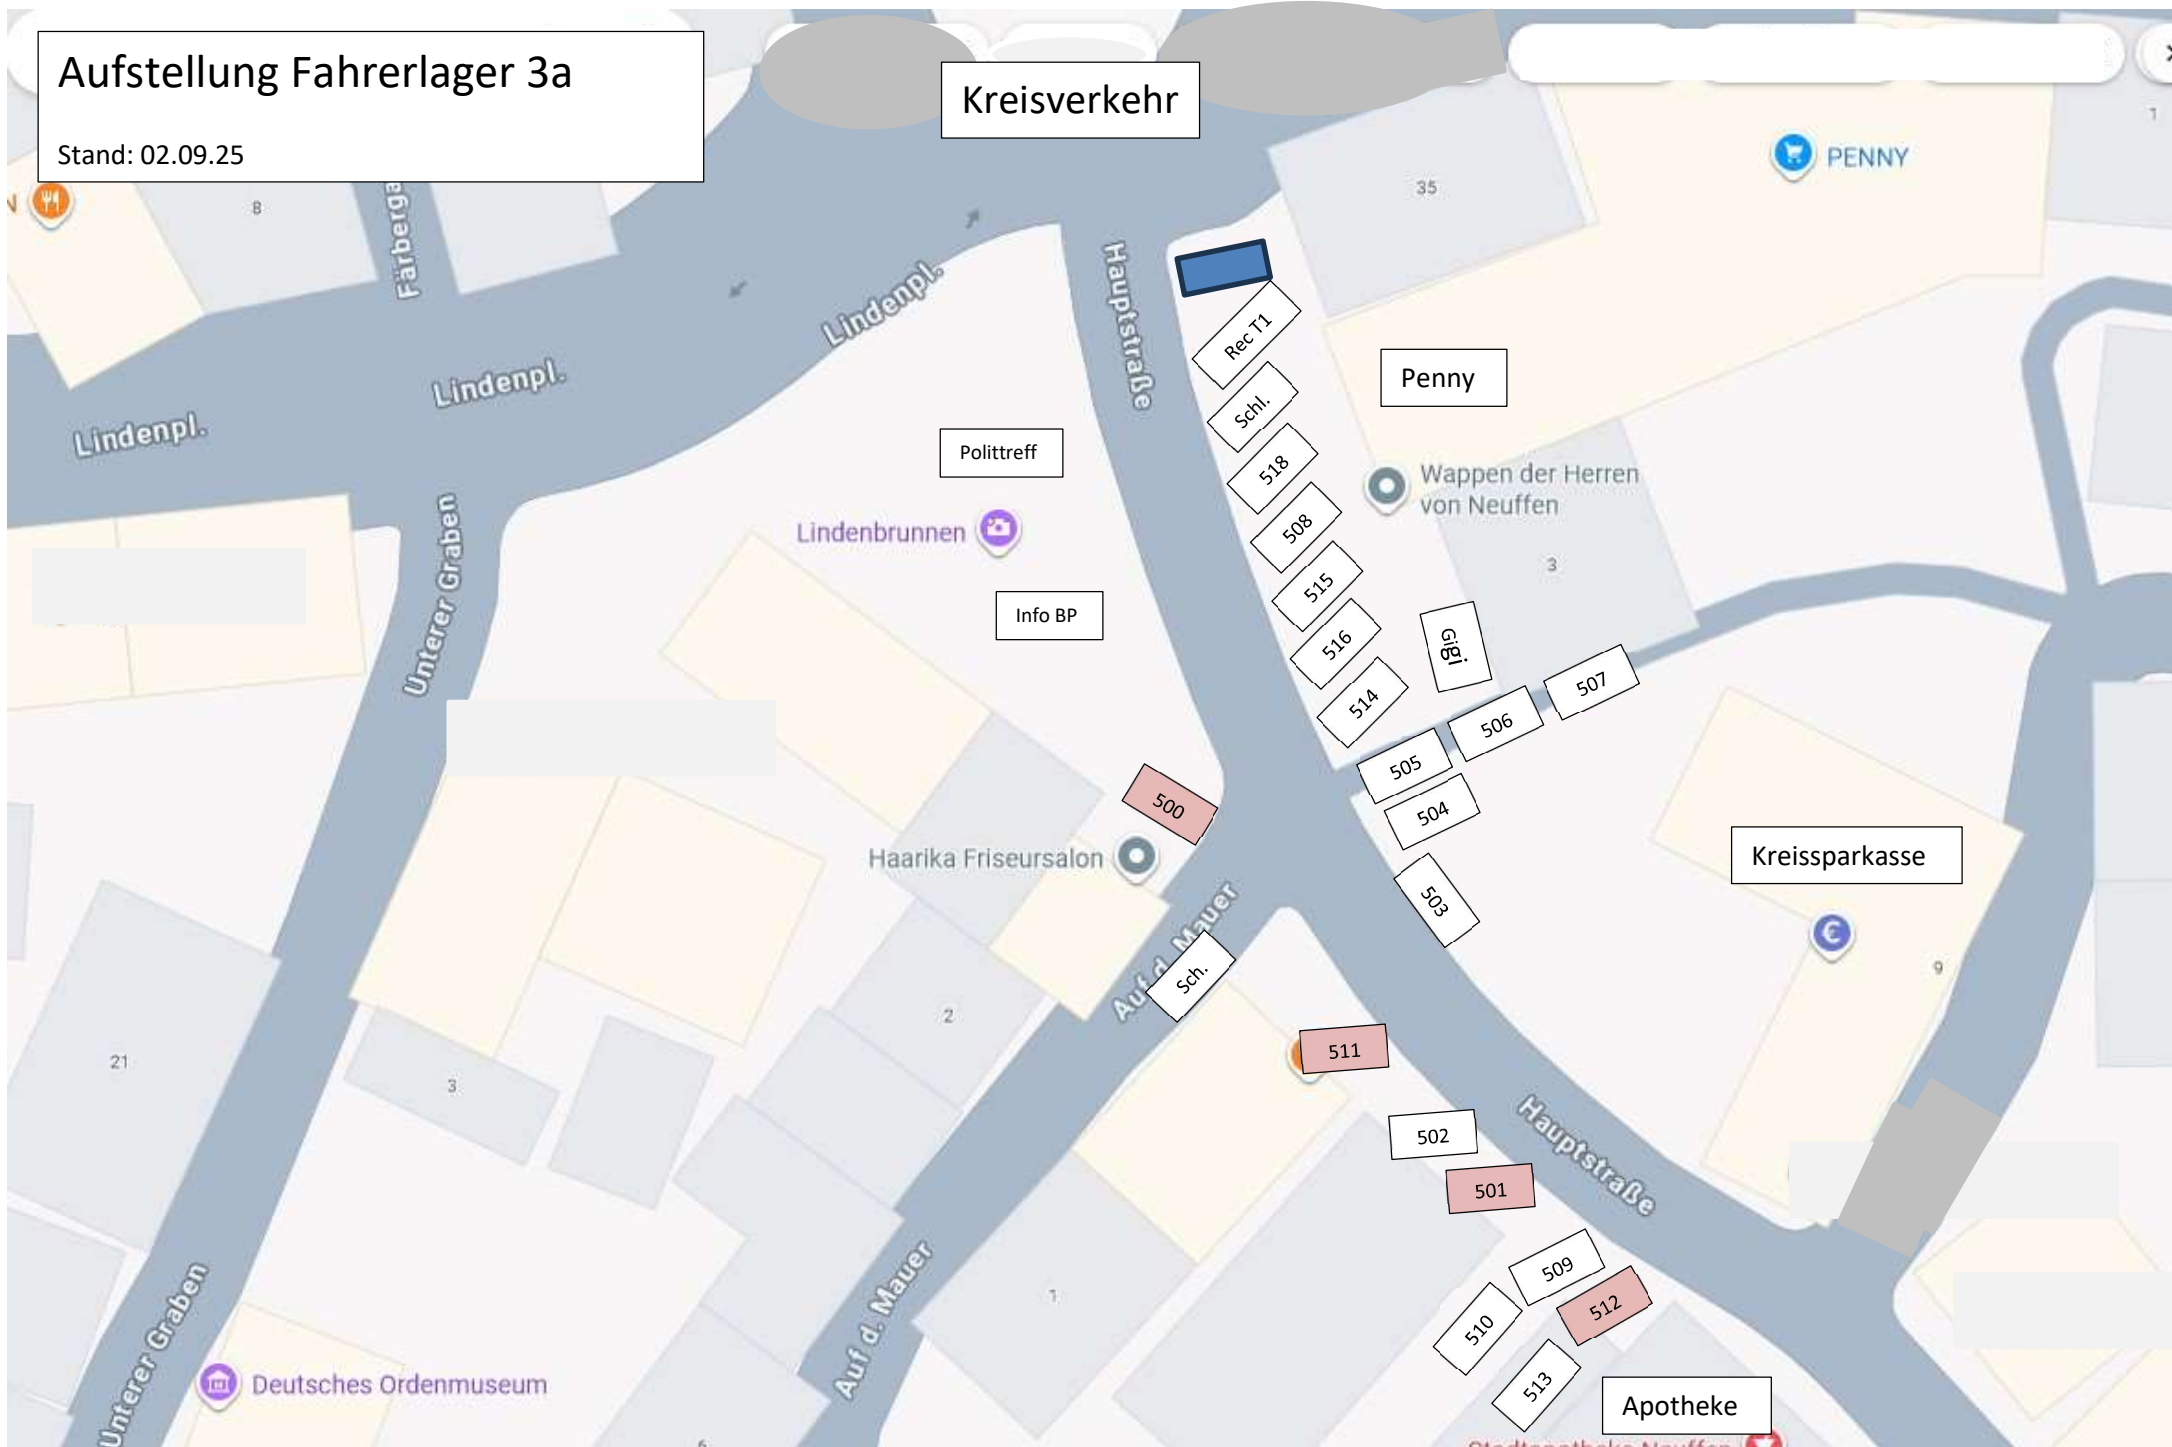 Aufstellung Fahrerlager 3a
Stand: 02.09.25
Kreisverkehr
PENNY
1
35
8
Färberga
Hauptstraße
Lindenpl.
Lindenpl.
Lindenpl.
Rec T1
Penny
Schl.
Polittreff
518
Wappen der Herren
von Neuffen
Lindenbrunnen
508
3
515
Info BP
Unterer Graben
516
Gigi
514
507
506
505
500
504
Haarika Friseursalon
Kreissparkasse
503
Auf d. Mauer
Sch.
9
2
511
21
3
502
Hauptstraße
501
509
512
510
1
Auf d. Mauer
Unterer Graben
Deutsches Ordenmuseum
513
Apotheke
Stadtapotheke Neuffen